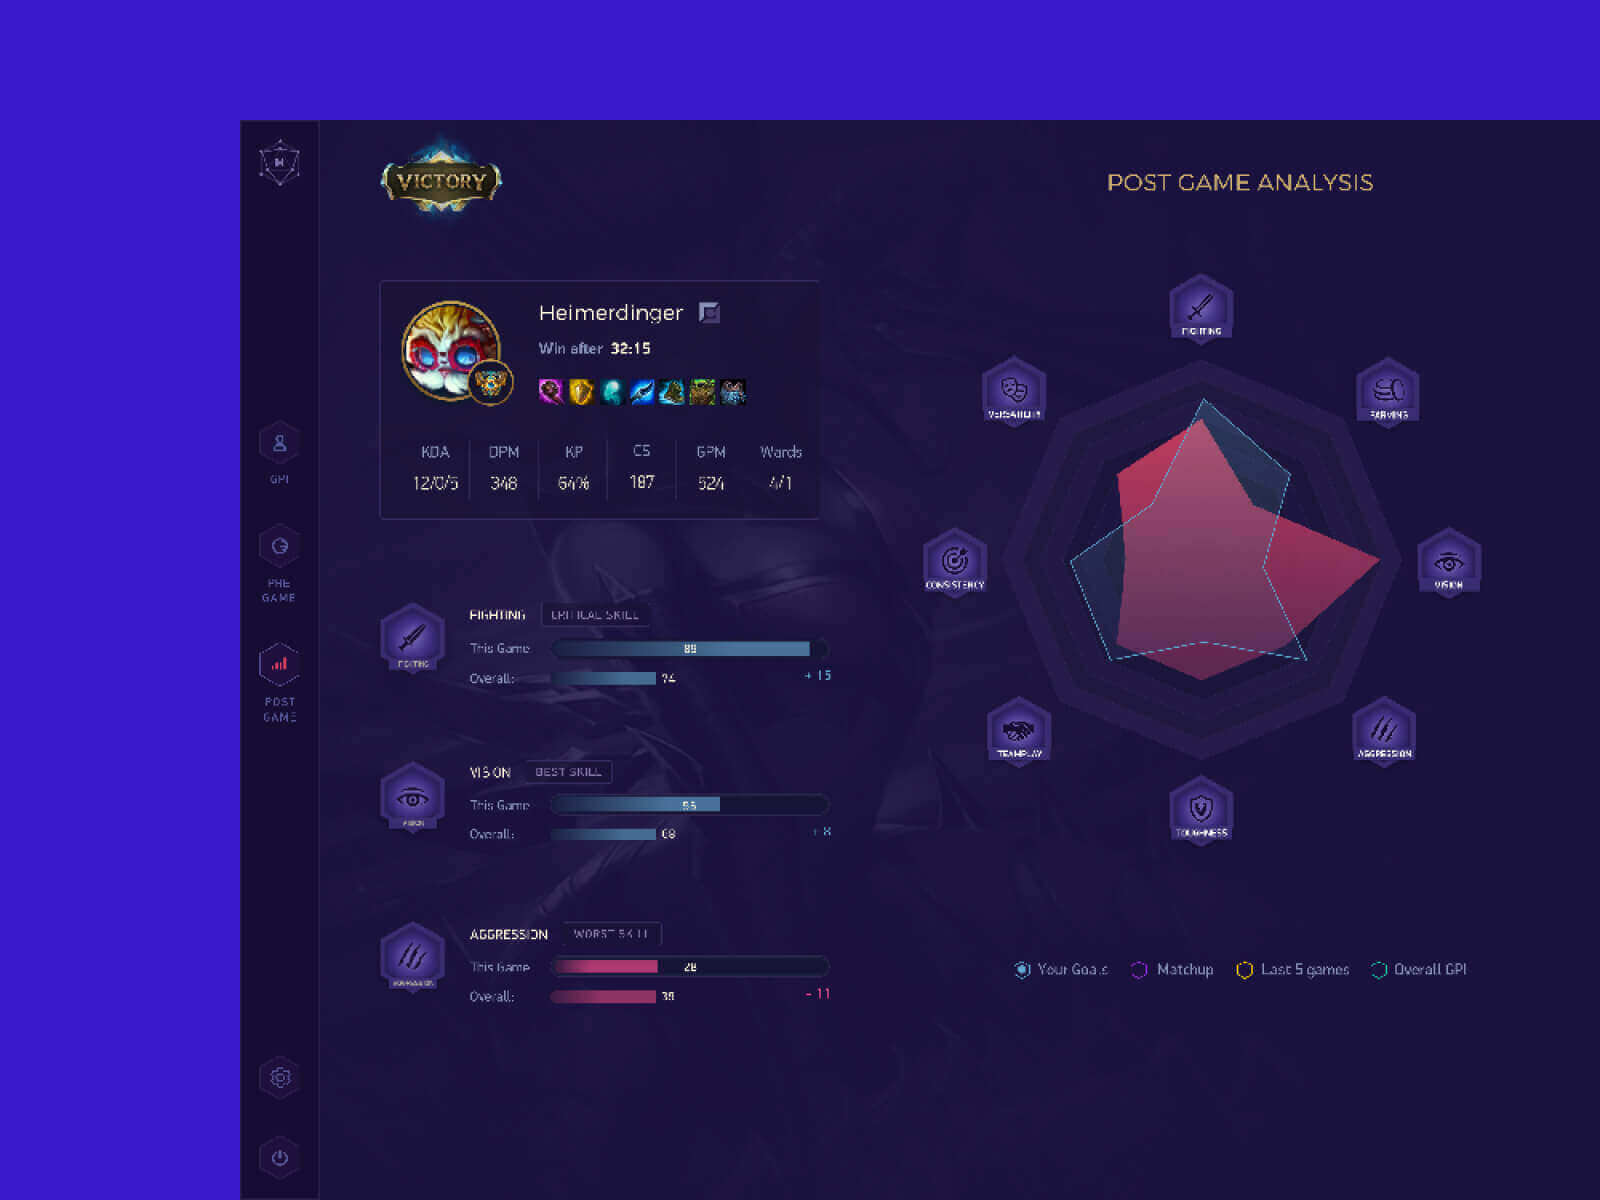 VICTORY
POST GAME ANALYSIS
Heimerdinger
Win after 32:15
KDA DPM KP CS GPM Wards
12/0/5 348 64% 187 524 4/1
GPI
PRE
GAME
POST
GAME
FIGHTING CRITICAL SKILL
This Game 89
Overall: 74 + 15
FIGHTING
VISION BEST SKILL
This Game
Overall: 68 + 8
VISION
AGGRESSION WORST SKILL
This Game 28
Overall: 39 - 11
AGGRESSION
FIGHTING
VERSATILITY
FARMING
CONSISTENCY
VISION
TEAMPLAY
AGGRESSION
TOUGHNESS
Your Goals Matchup Last 5 games Overall GPI